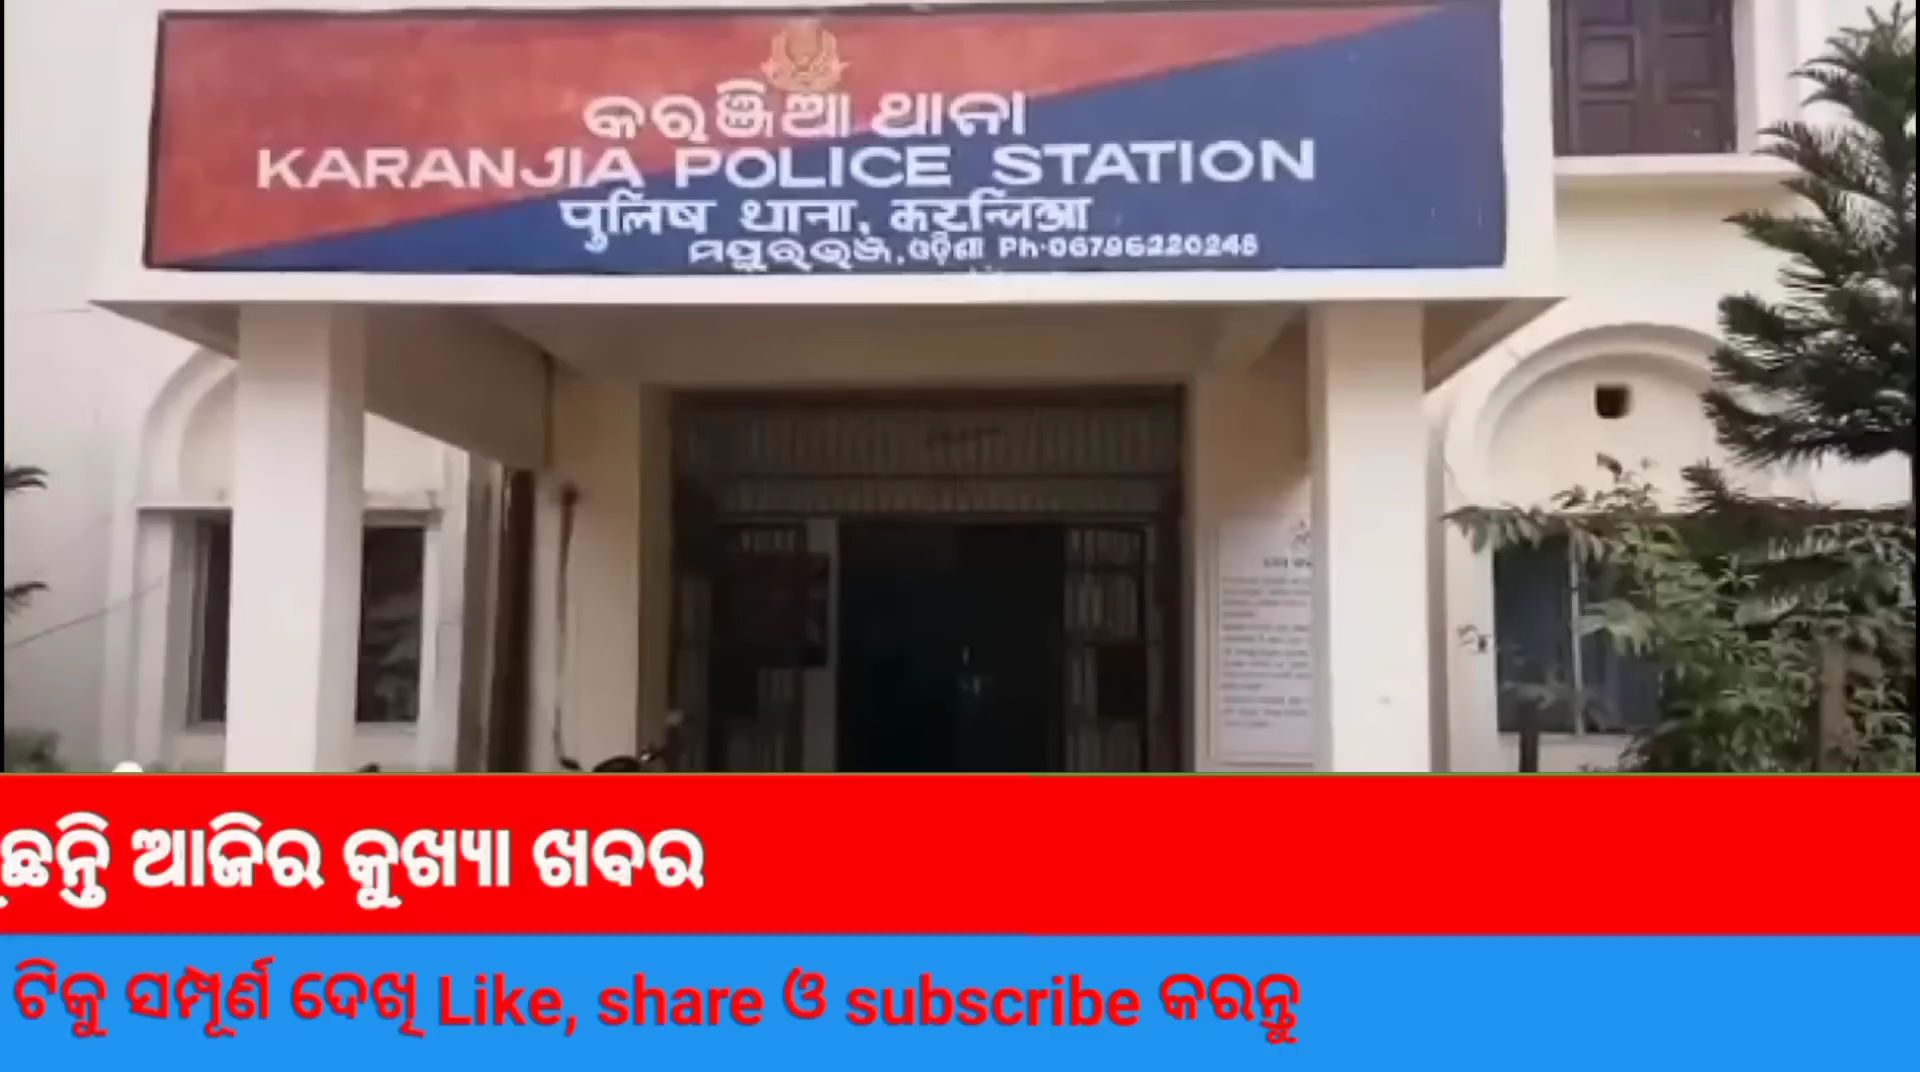 କରଞ୍ଜିଆ ଥାନା
KARANJIA POLICE STATION
पुलिष थाना, करन्जिआ
ମୟୂରଭଞ୍ଜ, ଓଡ଼ିଶା Ph-06796220248
ଛନ୍ତି ଆଜିର କୁଖ୍ୟା ଖବର
ଟିକୁ ସମ୍ପୂର୍ଣ ଦେଖି Like, share ଓ subscribe କରନ୍ତୁ